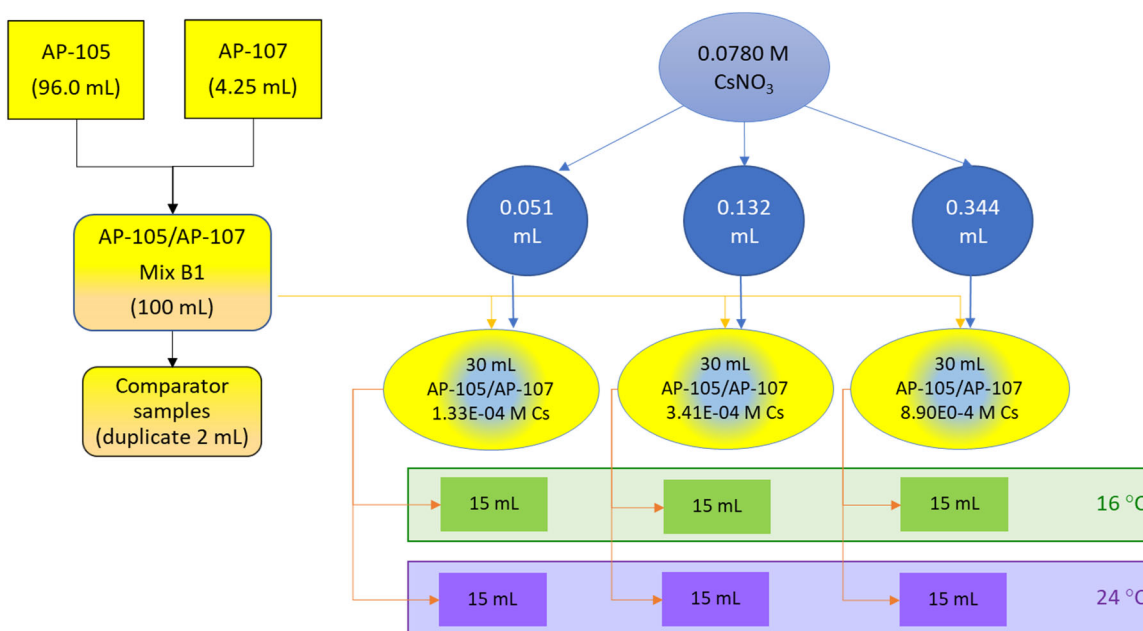 AP-105
(96.0 mL)
AP-107
(4.25 mL)
0.0780 M
CsNO₃
0.051
mL
0.132
mL
0.344
mL
AP-105/AP-107
Mix B1
(100 mL)
30 mL
AP-105/AP-107
1.33E-04 M Cs
30 mL
AP-105/AP-107
3.41E-04 M Cs
30 mL
AP-105/AP-107
8.90E0-4 M Cs
Comparator
samples
(duplicate 2 mL)
15 mL
15 mL
15 mL
16 °C
15 mL
15 mL
15 mL
24 °C